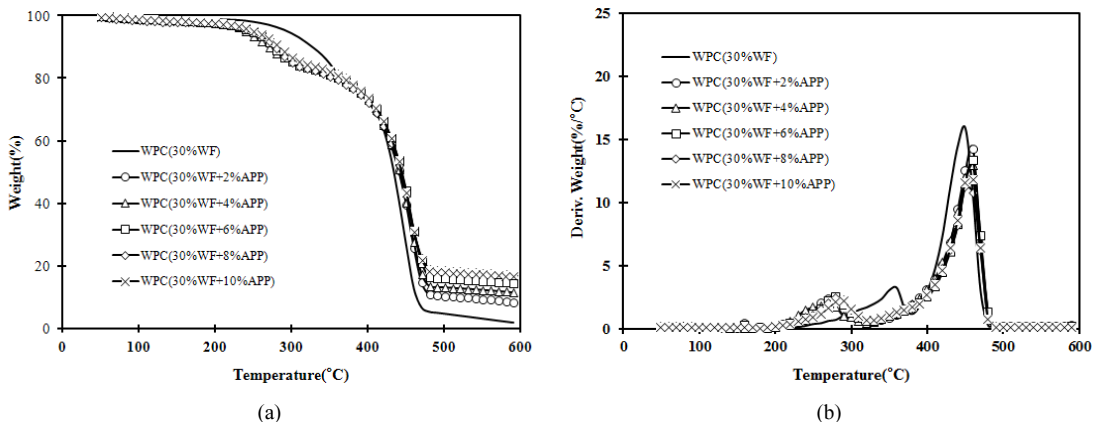 100
80
60
40
20
0
Weight(%)
WPC(30%WF)
WPC(30%WF+2%APP)
WPC(30%WF+4%APP)
WPC(30%WF+6%APP)
WPC(30%WF+8%APP)
WPC(30%WF+10%APP)
0 100 200 300 400 500 600
Temperature(°C)
(a)
25
20
15
10
5
0
Deriv. Weight(%/°C)
WPC(30%WF)
WPC(30%WF+2%APP)
WPC(30%WF+4%APP)
WPC(30%WF+6%APP)
WPC(30%WF+8%APP)
WPC(30%WF+10%APP)
0 100 200 300 400 500 600
Temperature(°C)
(b)